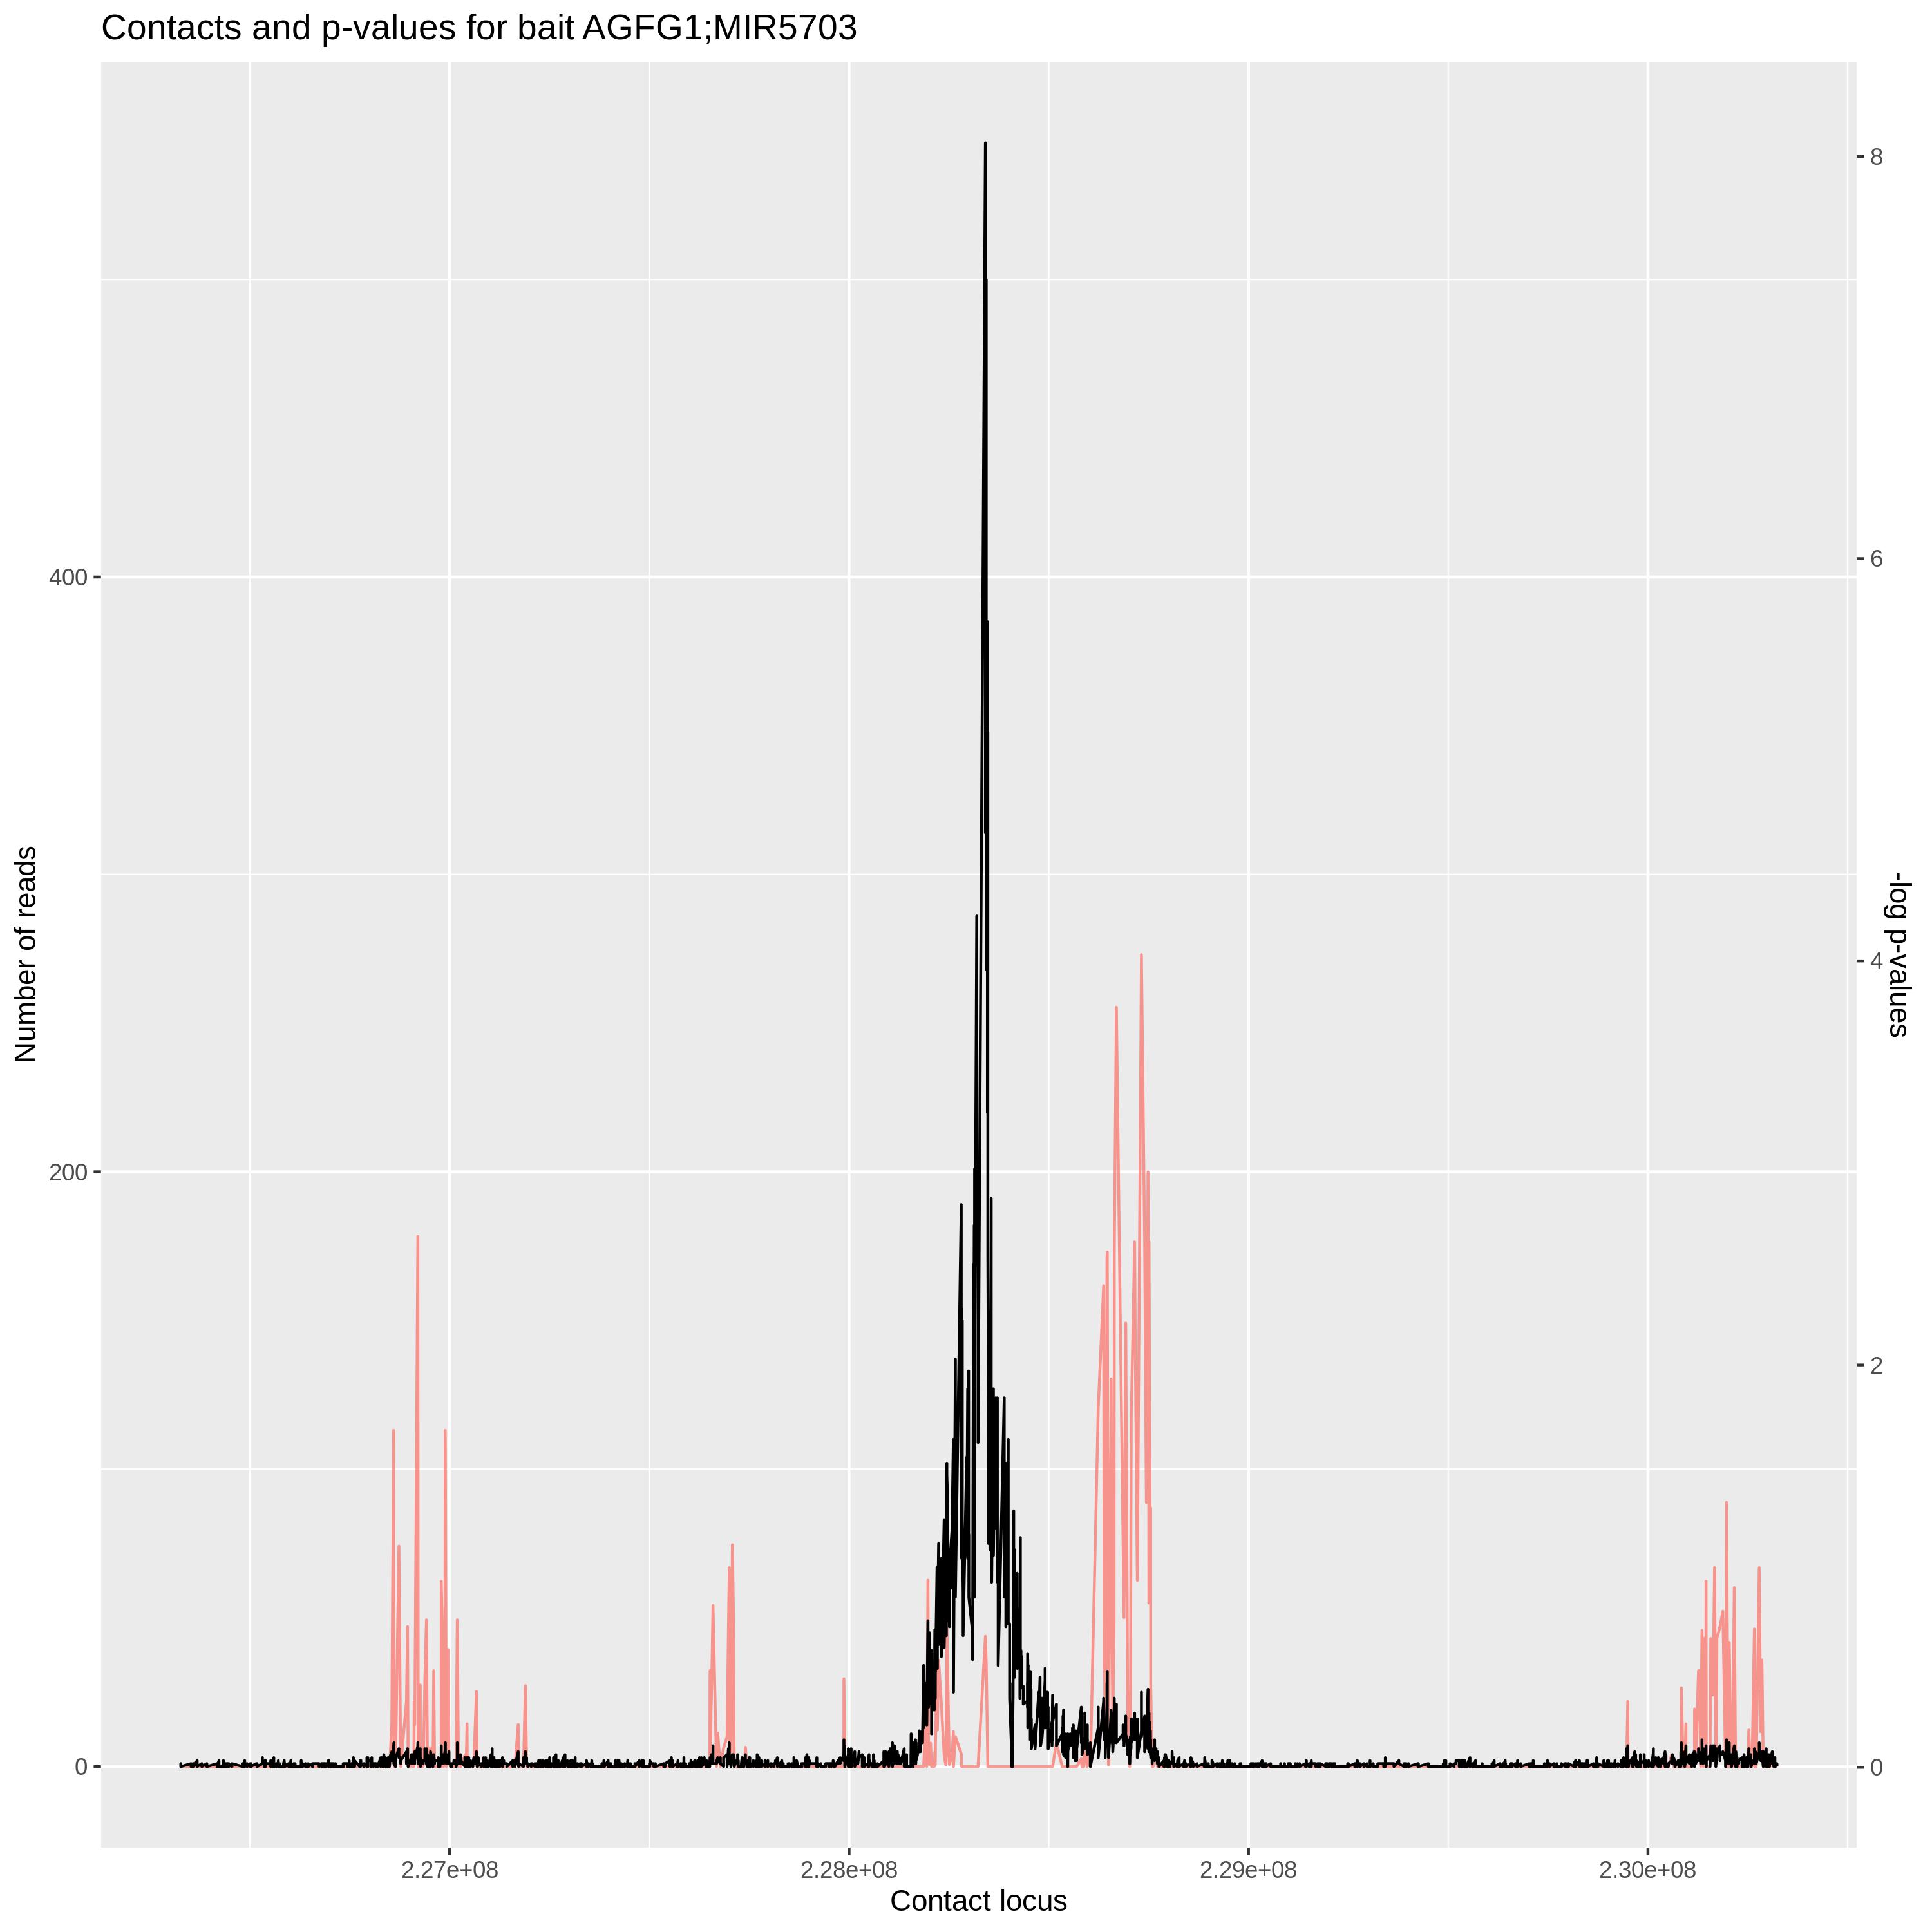 Contacts and p-values for bait AGFG1;MIR5703
Number of reads
400
200
0
8
6
4
2
0
-log p-values
2.27e+08
2.28e+08
2.29e+08
2.30e+08
Contact locus